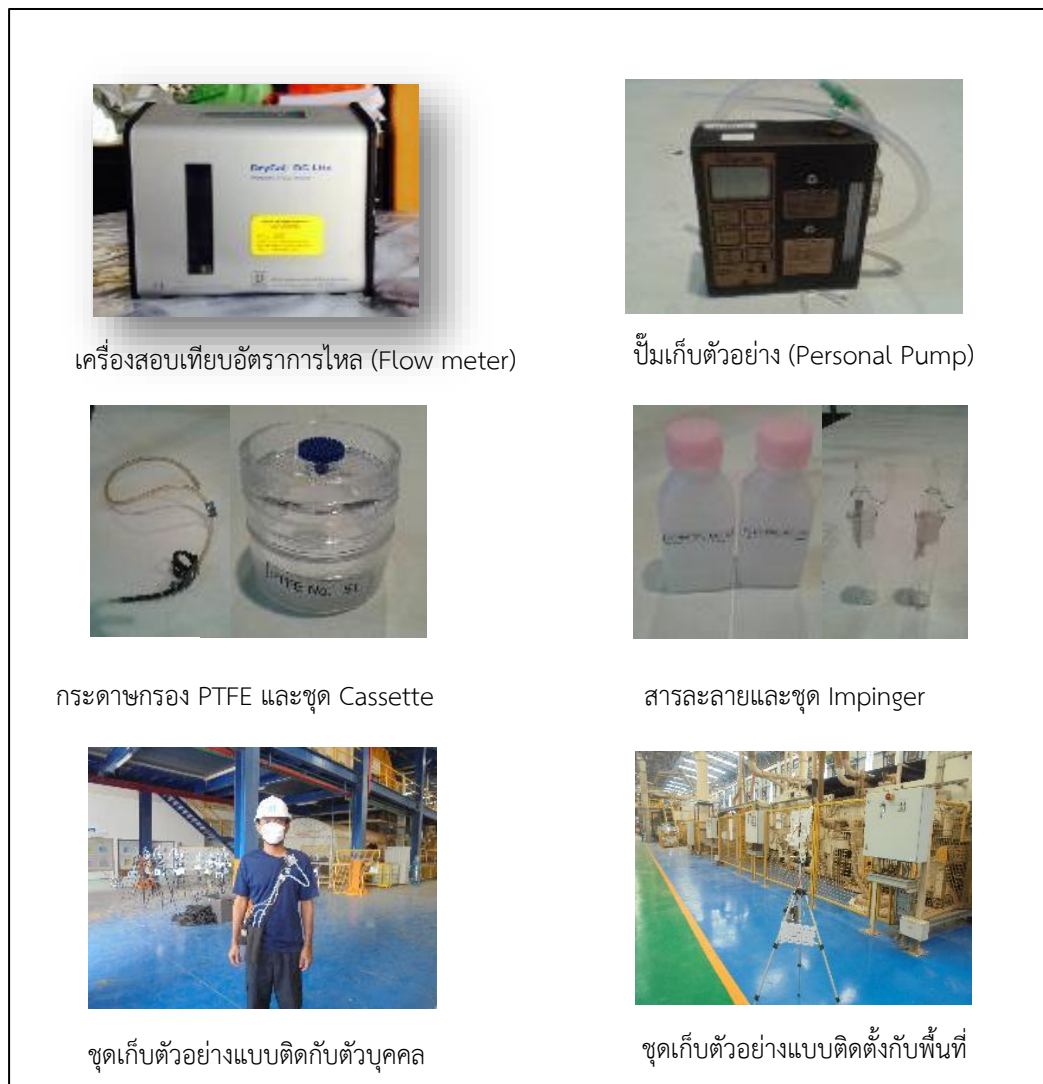 DryCal DC Lite
เครื่องสอบเทียบอัตราการไหล (Flow meter)
ปั๊มเก็บตัวอย่าง (Personal Pump)
PTFE No. 51
กระดาษกรอง PTFE และชุด Cassette
สารละลายและชุด Impinger
ชุดเก็บตัวอย่างแบบติดกับตัวบุคคล
ชุดเก็บตัวอย่างแบบติดตั้งกับพื้นที่